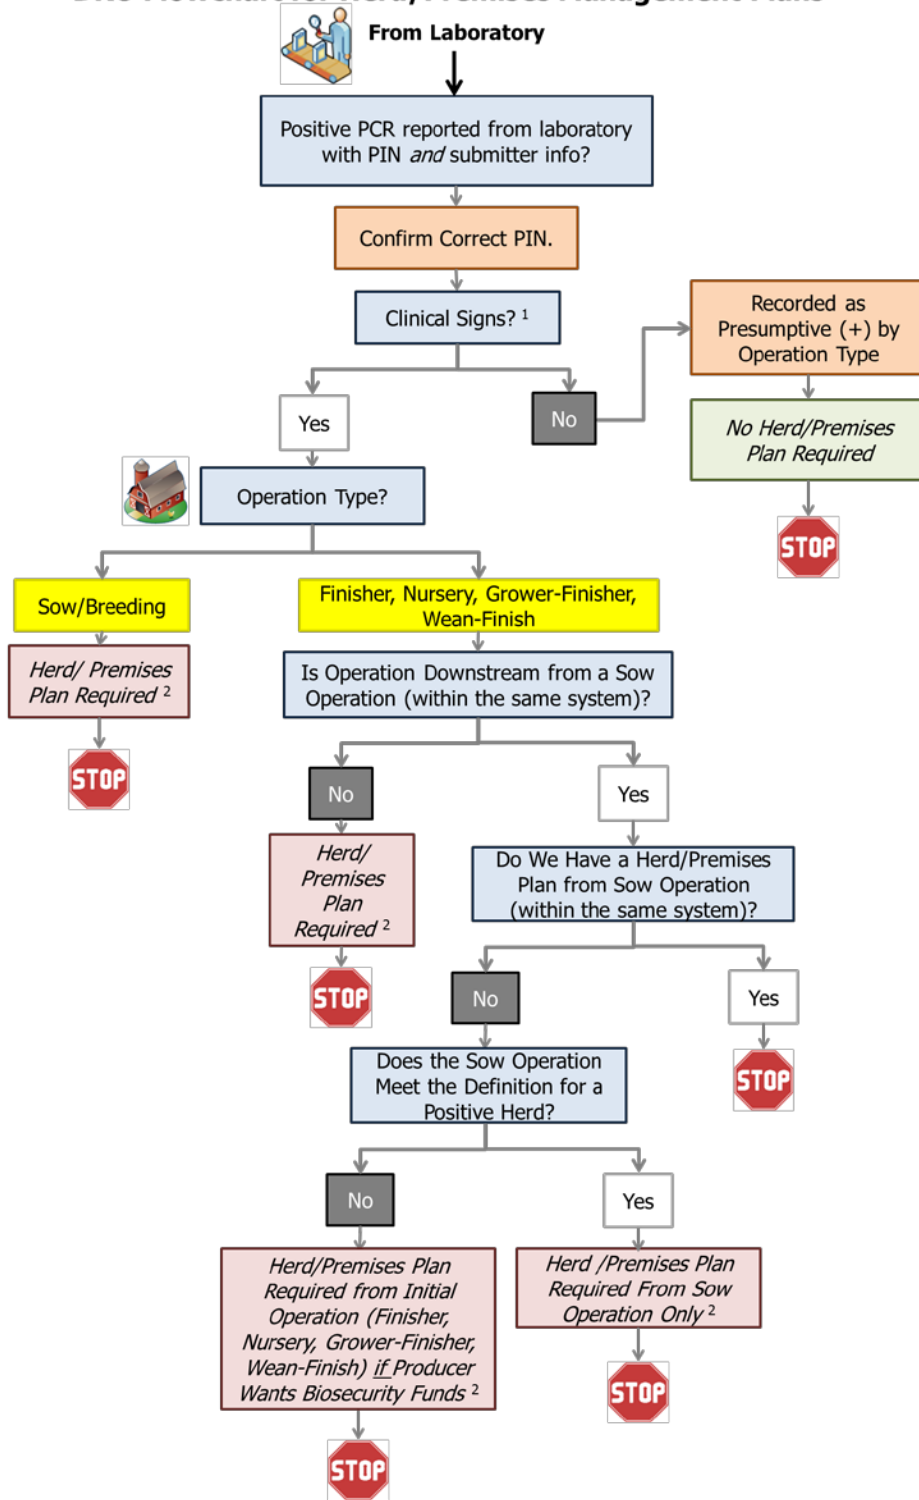 From Laboratory
Positive PCR reported from laboratory
with PIN and submitter info?
Confirm Correct PIN.
Clinical Signs? 1
Recorded as
Presumptive (+) by
Operation Type
Yes
No
No Herd/Premises
Plan Required
STOP
Operation Type?
Sow/Breeding
Finisher, Nursery, Grower-Finisher,
Wean-Finish
Herd/ Premises
Plan Required 2
STOP
Is Operation Downstream from a Sow
Operation (within the same system)?
No
Yes
Herd/
Premises
Plan
Required 2
STOP
Do We Have a Herd/Premises
Plan from Sow Operation
(within the same system)?
No
Yes
STOP
Does the Sow Operation
Meet the Definition for a
Positive Herd?
No
Yes
Herd/Premises Plan
Required from Initial
Operation (Finisher,
Nursery, Grower-Finisher,
Wean-Finish) if Producer
Wants Biosecurity Funds 2
STOP
Herd /Premises Plan
Required From Sow
Operation Only 2
STOP